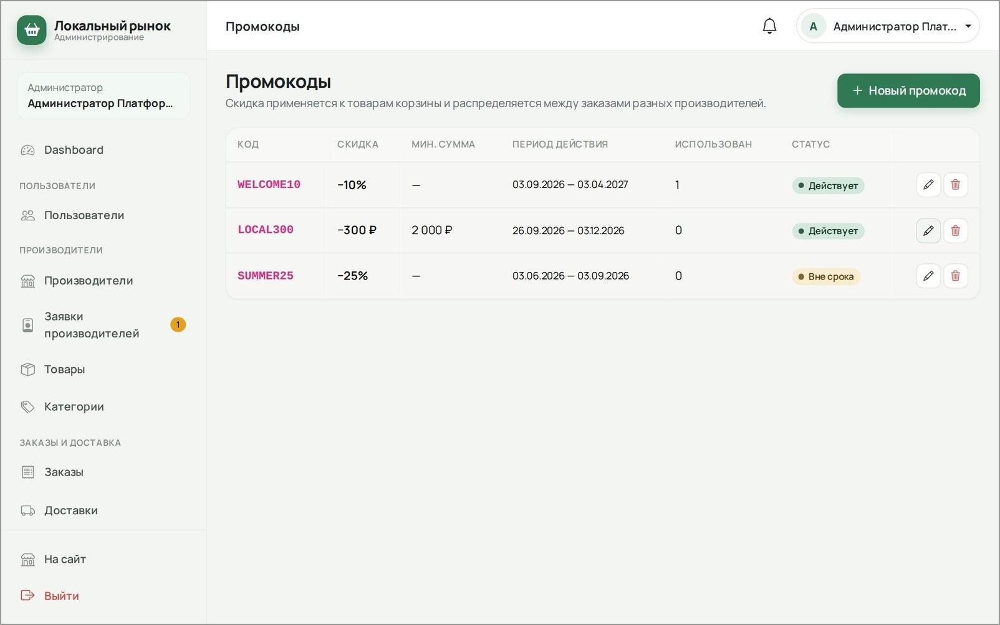 Локальный рынок
Администрирование
Администратор
Администратор Платфор...
Dashboard
ПОЛЬЗОВАТЕЛИ
Пользователи
ПРОИЗВОДИТЕЛИ
Производители
Заявки
производителей
1
Товары
Категории
ЗАКАЗЫ И ДОСТАВКА
Заказы
Доставки
На сайт
Выйти
Промокоды
А Администратор Плат...
Промокоды
Скидка применяется к товарам корзины и распределяется между заказами разных производителей.
+ Новый промокод
КОД СКИДКА МИН. СУММА ПЕРИОД ДЕЙСТВИЯ ИСПОЛЬЗОВАН СТАТУС
WELCOME10 −10% — 03.09.2026 — 03.04.2027 1 Действует
LOCAL300 −300 ₽ 2 000 ₽ 26.09.2026 — 03.12.2026 0 Действует
SUMMER25 −25% — 03.06.2026 — 03.09.2026 0 Вне срока